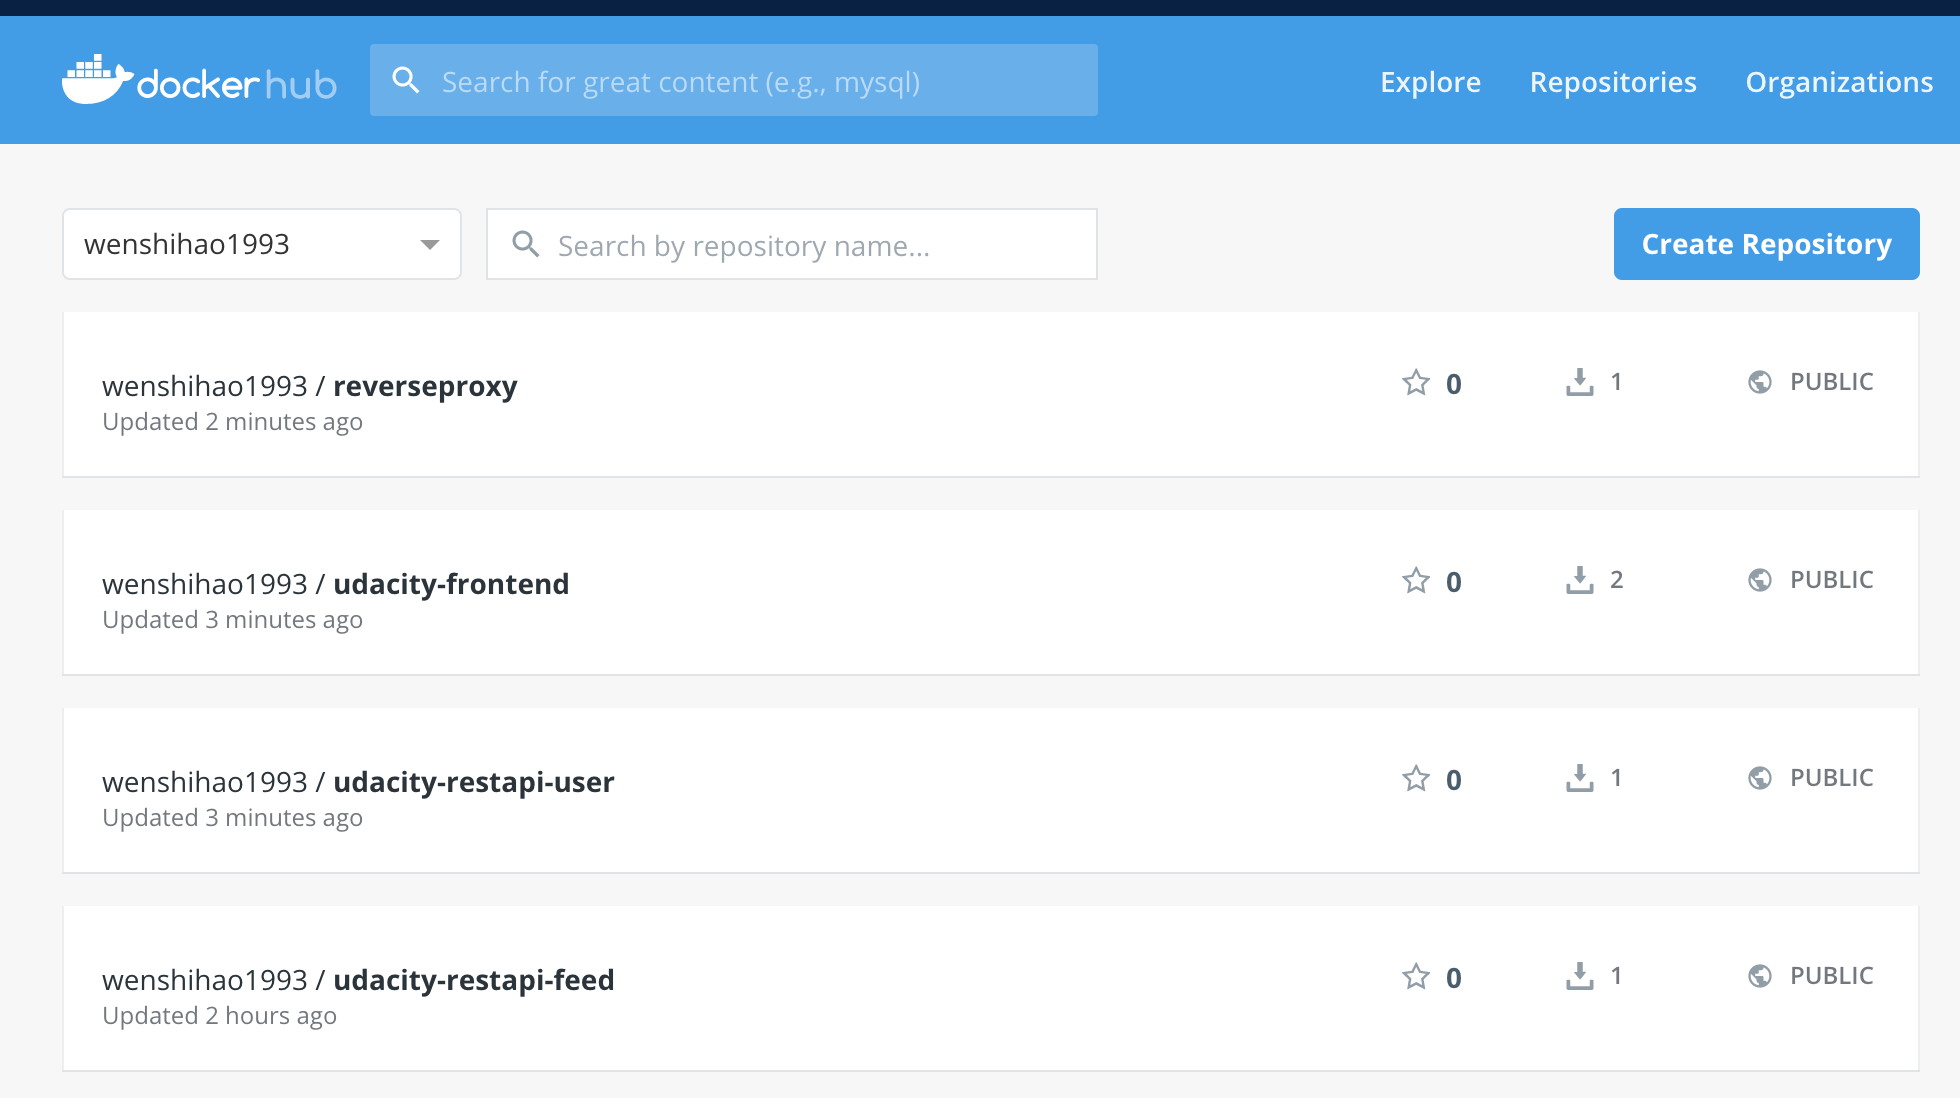 docker hub
Search for great content (e.g., mysql)
Explore Repositories Organizations
wenshihao1993
Search by repository name...
Create Repository
wenshihao1993 / reverseproxy
0 1 PUBLIC
Updated 2 minutes ago
wenshihao1993 / udacity-frontend
0 2 PUBLIC
Updated 3 minutes ago
wenshihao1993 / udacity-restapi-user
0 1 PUBLIC
Updated 3 minutes ago
wenshihao1993 / udacity-restapi-feed
0 1 PUBLIC
Updated 2 hours ago